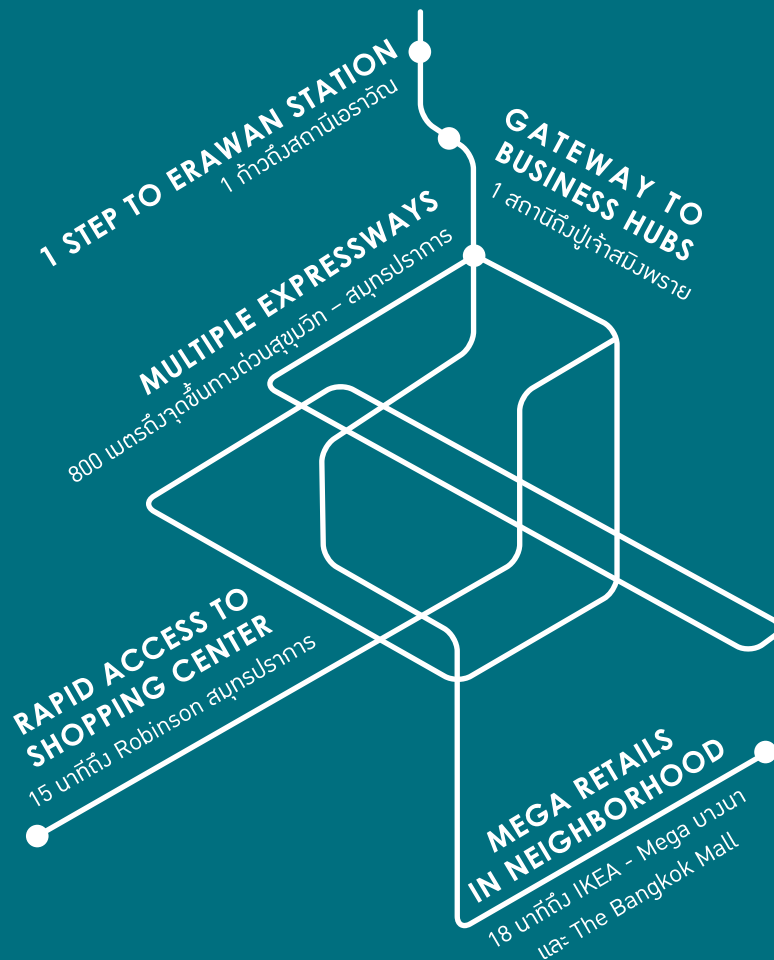 1 STEP TO ERAWAN STATION
1 ก้าวถึงสถานีเอราวัณ
GATEWAY TO
BUSINESS HUBS
1 สถานีถึงปู่เจ้าสมิงพราย
MULTIPLE EXPRESSWAYS
800 เมตรถึงจุดขึ้นทางด่วนสุขุมวิท – สมุทรปราการ
RAPID ACCESS TO
SHOPPING CENTER
15 นาทีถึง Robinson สมุทรปราการ
MEGA RETAILS
IN NEIGHBORHOOD
18 นาทีถึง IKEA - Mega บางนา
และ The Bangkok Mall